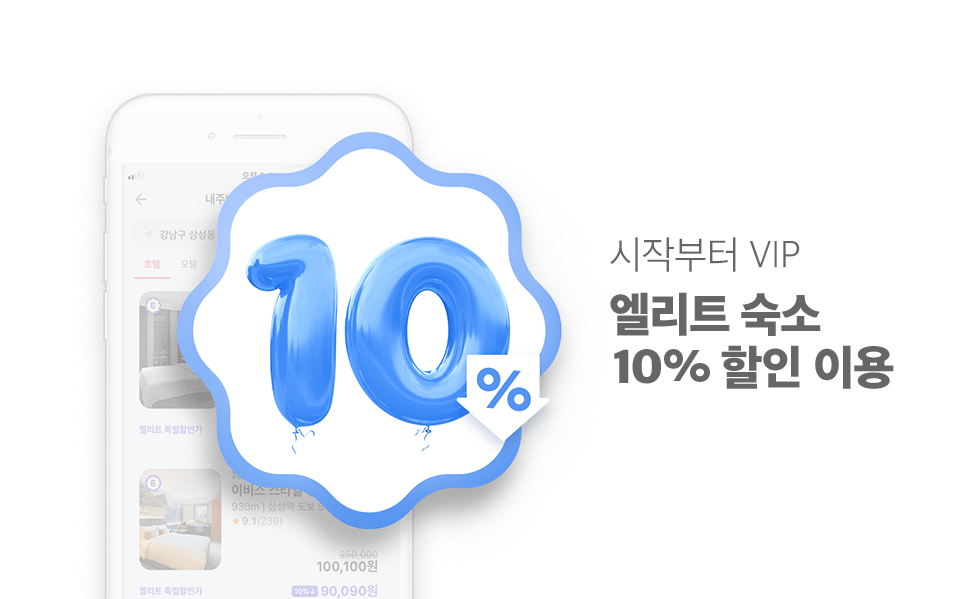 내주
강남구 삼성동
호텔 모텔
E
엘리트 특별할인가
10
%
E
이비스 스타일
930m | 삼성역 도보 5
★ 9.1(239)
250,000
100,100원
엘리트 특별할인가
10%↓ 90,090원
시작부터 VIP
엘리트 숙소
10% 할인 이용